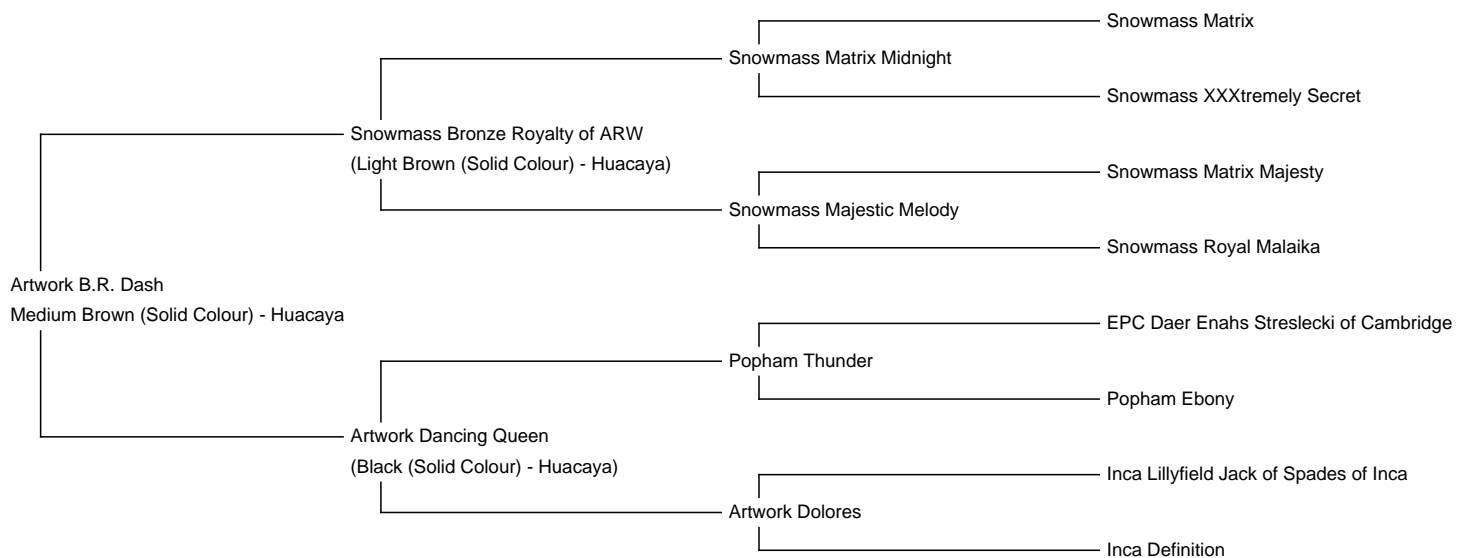 Snowmass Matrix
Snowmass Matrix Midnight
Snowmass XXXtremely Secret
Snowmass Bronze Royalty of ARW
(Light Brown (Solid Colour) - Huacaya)
Snowmass Matrix Majesty
Snowmass Majestic Melody
Snowmass Royal Malaika
Artwork B.R. Dash
Medium Brown (Solid Colour) - Huacaya
EPC Daer Enahs Streslecki of Cambridge
Popham Thunder
Popham Ebony
Artwork Dancing Queen
(Black (Solid Colour) - Huacaya)
Inca Lillyfield Jack of Spades of Inca
Artwork Dolores
Inca Definition